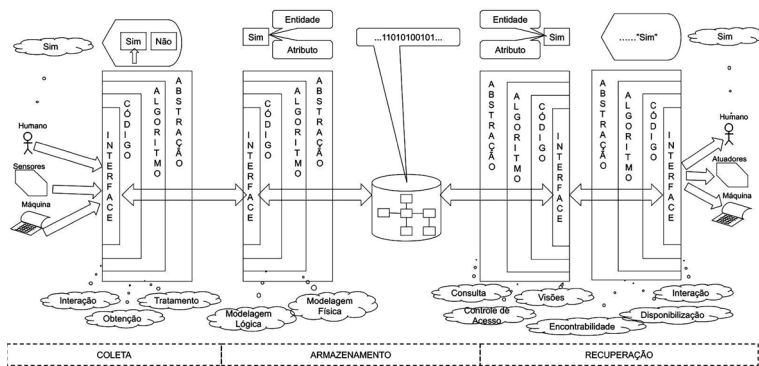 Sim
Sim
Não
Entidade
Sim
Atributo
...11010100101...
Entidade
Sim
Atributo
......"Sim"
Sim
Humano
Sensores
Máquina
INTERFACE
CÓDIGO
ALGORITMO
ABSTRAÇÃO
INTERFACE
CÓDIGO
ALGORITMO
ABSTRAÇÃO
ABSTRAÇÃO
ALGORITMO
CÓDIGO
INTERFACE
ABSTRAÇÃO
ALGORITMO
CÓDIGO
INTERFACE
Humano
Atuadores
Máquina
Interação
Obtenção
Tratamento
Modelagem
Lógica
Modelagem
Física
Consulta
Controle de
Acesso
Visões
Encontrabilidade
Interação
Disponibilização
COLETA
ARMAZENAMENTO
RECUPERAÇÃO